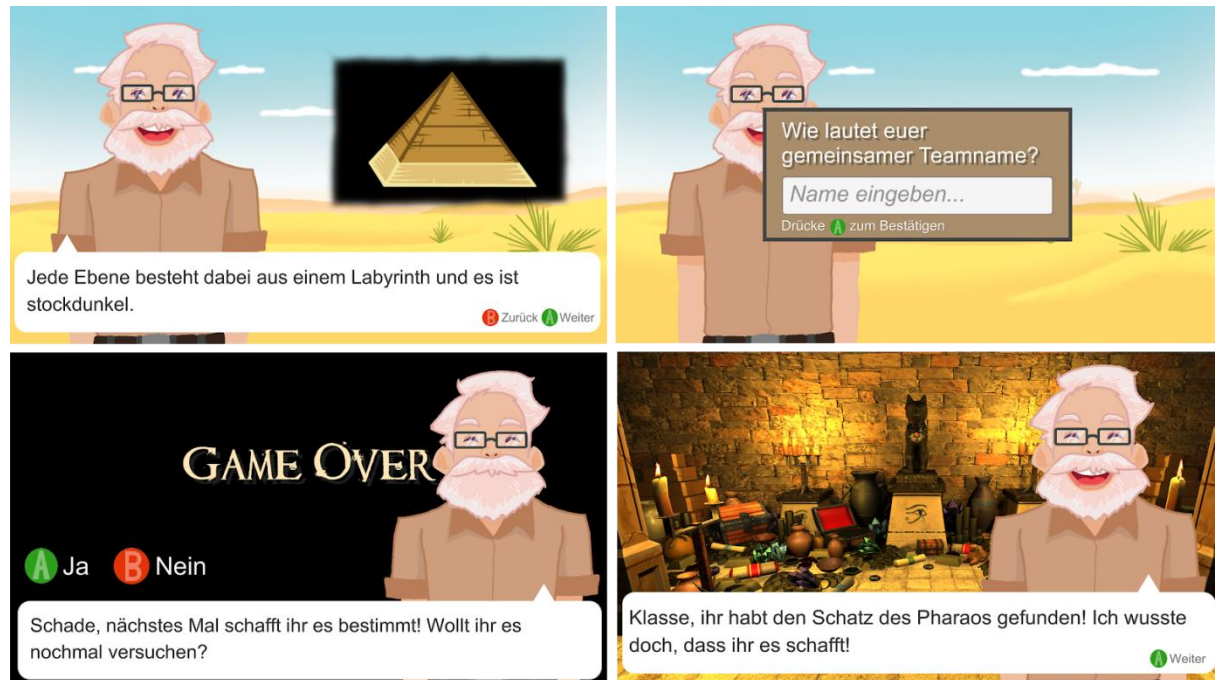 Jede Ebene besteht dabei aus einem Labyrinth und es ist
stockdunkel.
B Zurück A Weiter
Wie lautet euer
gemeinsamer Teamname?
Name eingeben...
Drücke A zum Bestätigen
GAME OVER
A Ja B Nein
Schade, nächstes Mal schafft ihr es bestimmt! Wollt ihr es
nochmal versuchen?
Klasse, ihr habt den Schatz des Pharaos gefunden! Ich wusste
doch, dass ihr es schafft!
A Weiter